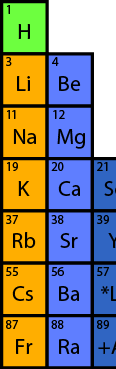 1
H
3 4
Li Be
11 12
Na Mg
19 20 21
K Ca
37 38 39
Rb Sr Y
55 56 57
Cs Ba *L
87 88 89
Fr Ra +A